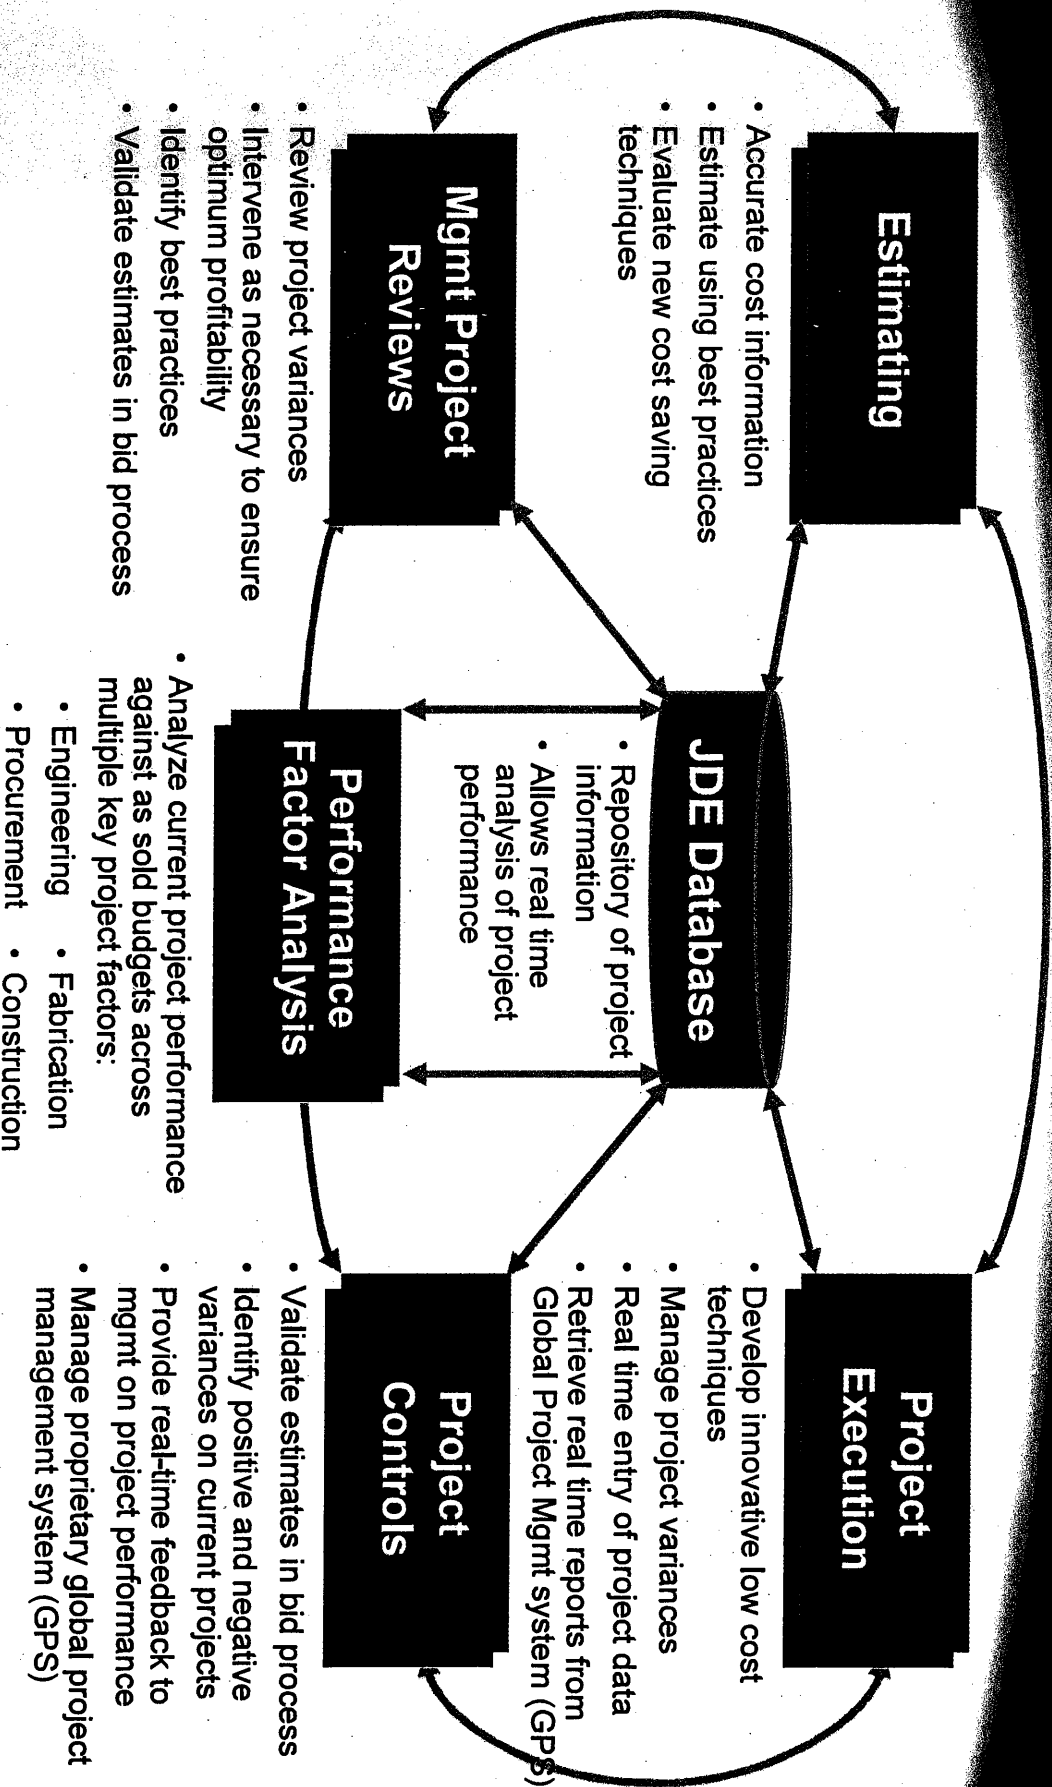 Estimating
• Accurate cost information
• Estimate using best practices
• Evaluate new cost saving
techniques
Project
Execution
• Develop innovative low cost
techniques
• Manage project variances
• Real time entry of project data
• Retrieve real time reports from
Global Project Mgmt system (GPS)
JDE Database
• Repository of project
information
• Allows real time
analysis of project
performance
Mgmt Project
Reviews
• Review project variances
• Intervene as necessary to ensure
optimum profitability
• Identify best practices
• Validate estimates in bid process
Performance
Factor Analysis
• Analyze current project performance
against as sold budgets across
multiple key project factors:
• Engineering • Fabrication
• Procurement • Construction
Project
Controls
• Validate estimates in bid process
• Identify positive and negative
variances on current projects
• Provide real-time feedback to
mgmt on project performance
• Manage proprietary global project
management system (GPS)